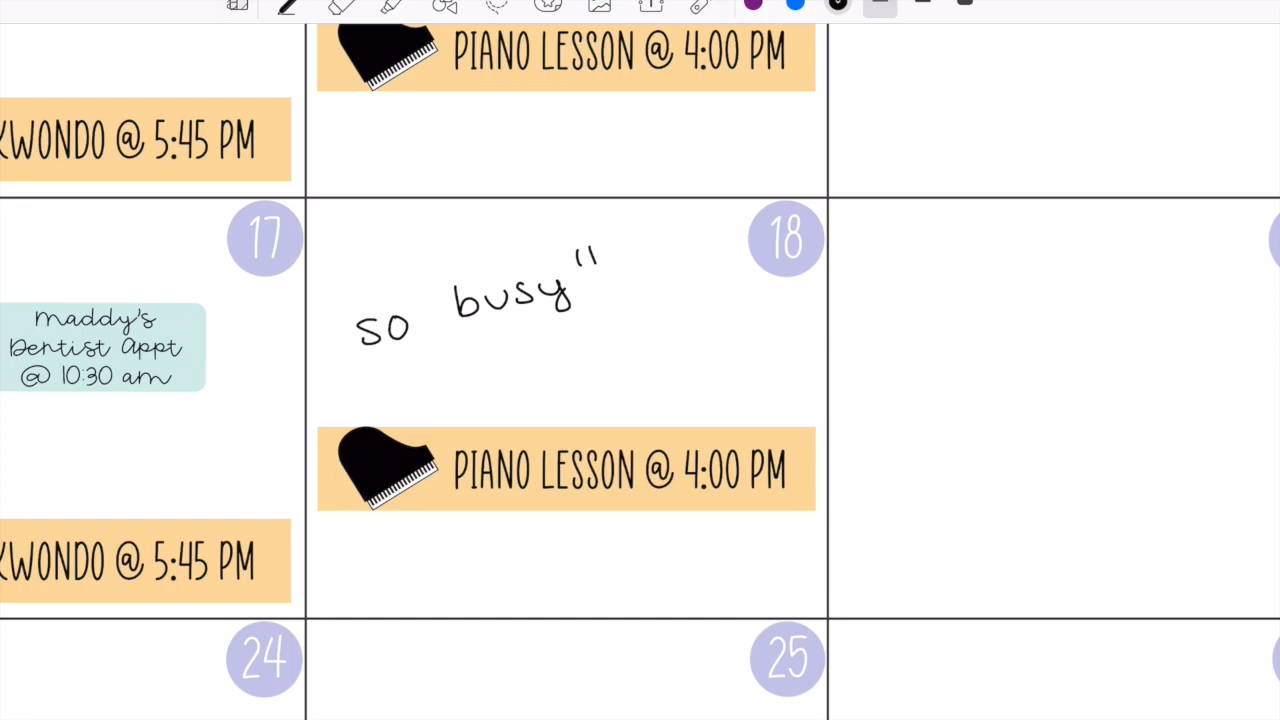 PIANO LESSON @ 4:00 PM
KWONDO @ 5:45 PM
17
18
so busy"
maddy's
Dentist Appt
@ 10:30 am
PIANO LESSON @ 4:00 PM
KWONDO @ 5:45 PM
24
25